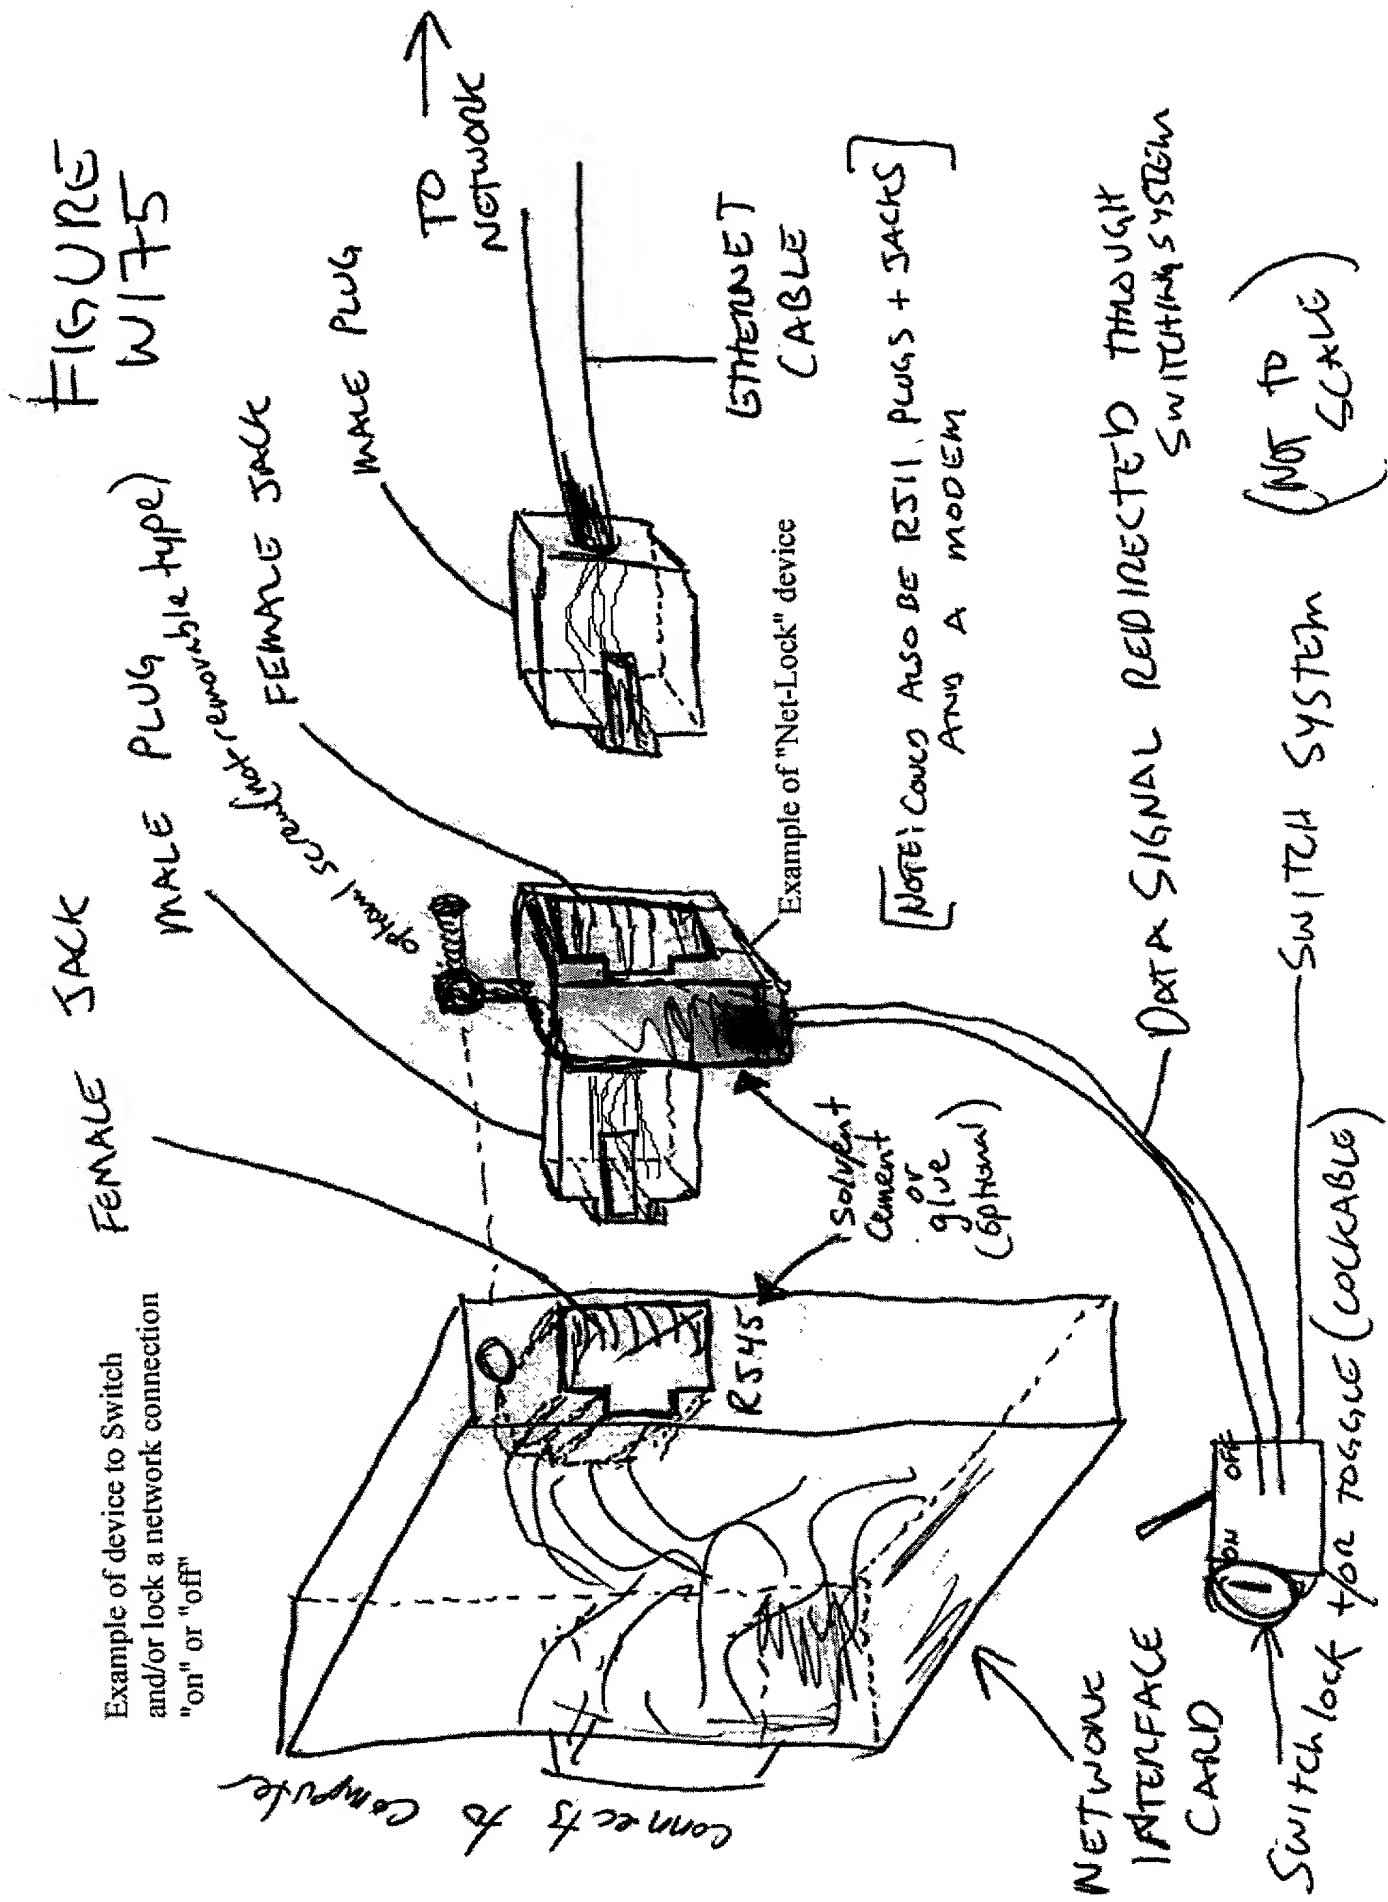 FIGURE
W175
Example of device to Switch
and/or lock a network connection
"on" or "off"
FEMALE JACK
MALE PLUG
optional screw (not removable type)
FEMALE JACK
MALE PLUG
TO
NETWORK
ETHERNET
CABLE
Example of "Net-Lock" device
[NOTE: COULD ALSO BE RJ11 PLUGS + JACKS]
AND A MODEM
RJ45
Solvent
cement
or
glue
(optional)
DATA SIGNAL REDIRECTED THROUGH
SWITCHING SYSTEM
connects to computer
NETWORK
INTERFACE
CARD
ON
OFF
SWITCH SYSTEM
Switch lock +/OR TOGGLE (LOCKABLE)
(NOT TO
SCALE)